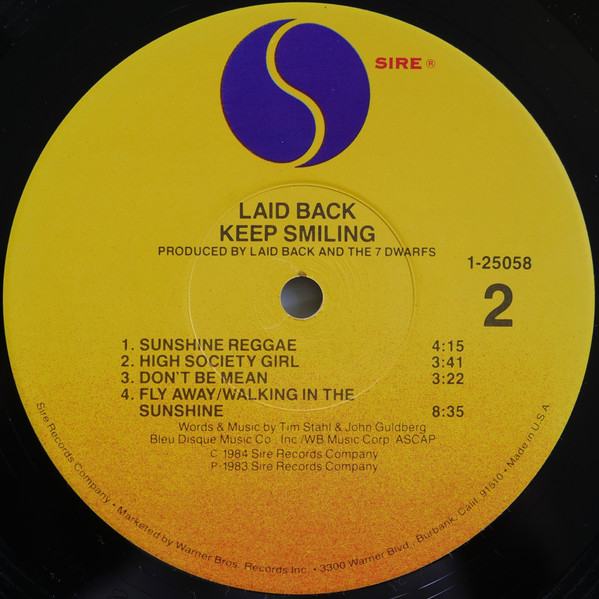 SIRE ®
LAID BACK
KEEP SMILING
PRODUCED BY LAID BACK AND THE 7 DWARFS
1-25058
2
1. SUNSHINE REGGAE 4:15
2. HIGH SOCIETY GIRL 3:41
3. DON'T BE MEAN 3:22
4. FLY AWAY/WALKING IN THE
SUNSHINE 8:35
Words & Music by Tim Stahl & John Guldberg
Bleu Disque Music Co., Inc./WB Music Corp. ASCAP
C 1984 Sire Records Company
P 1983 Sire Records Company
Sire Records Company • Marketed by Warner Bros. Records Inc. • 3300 Warner Blvd., Burbank, Calif. 91510 • Made in U.S.A.